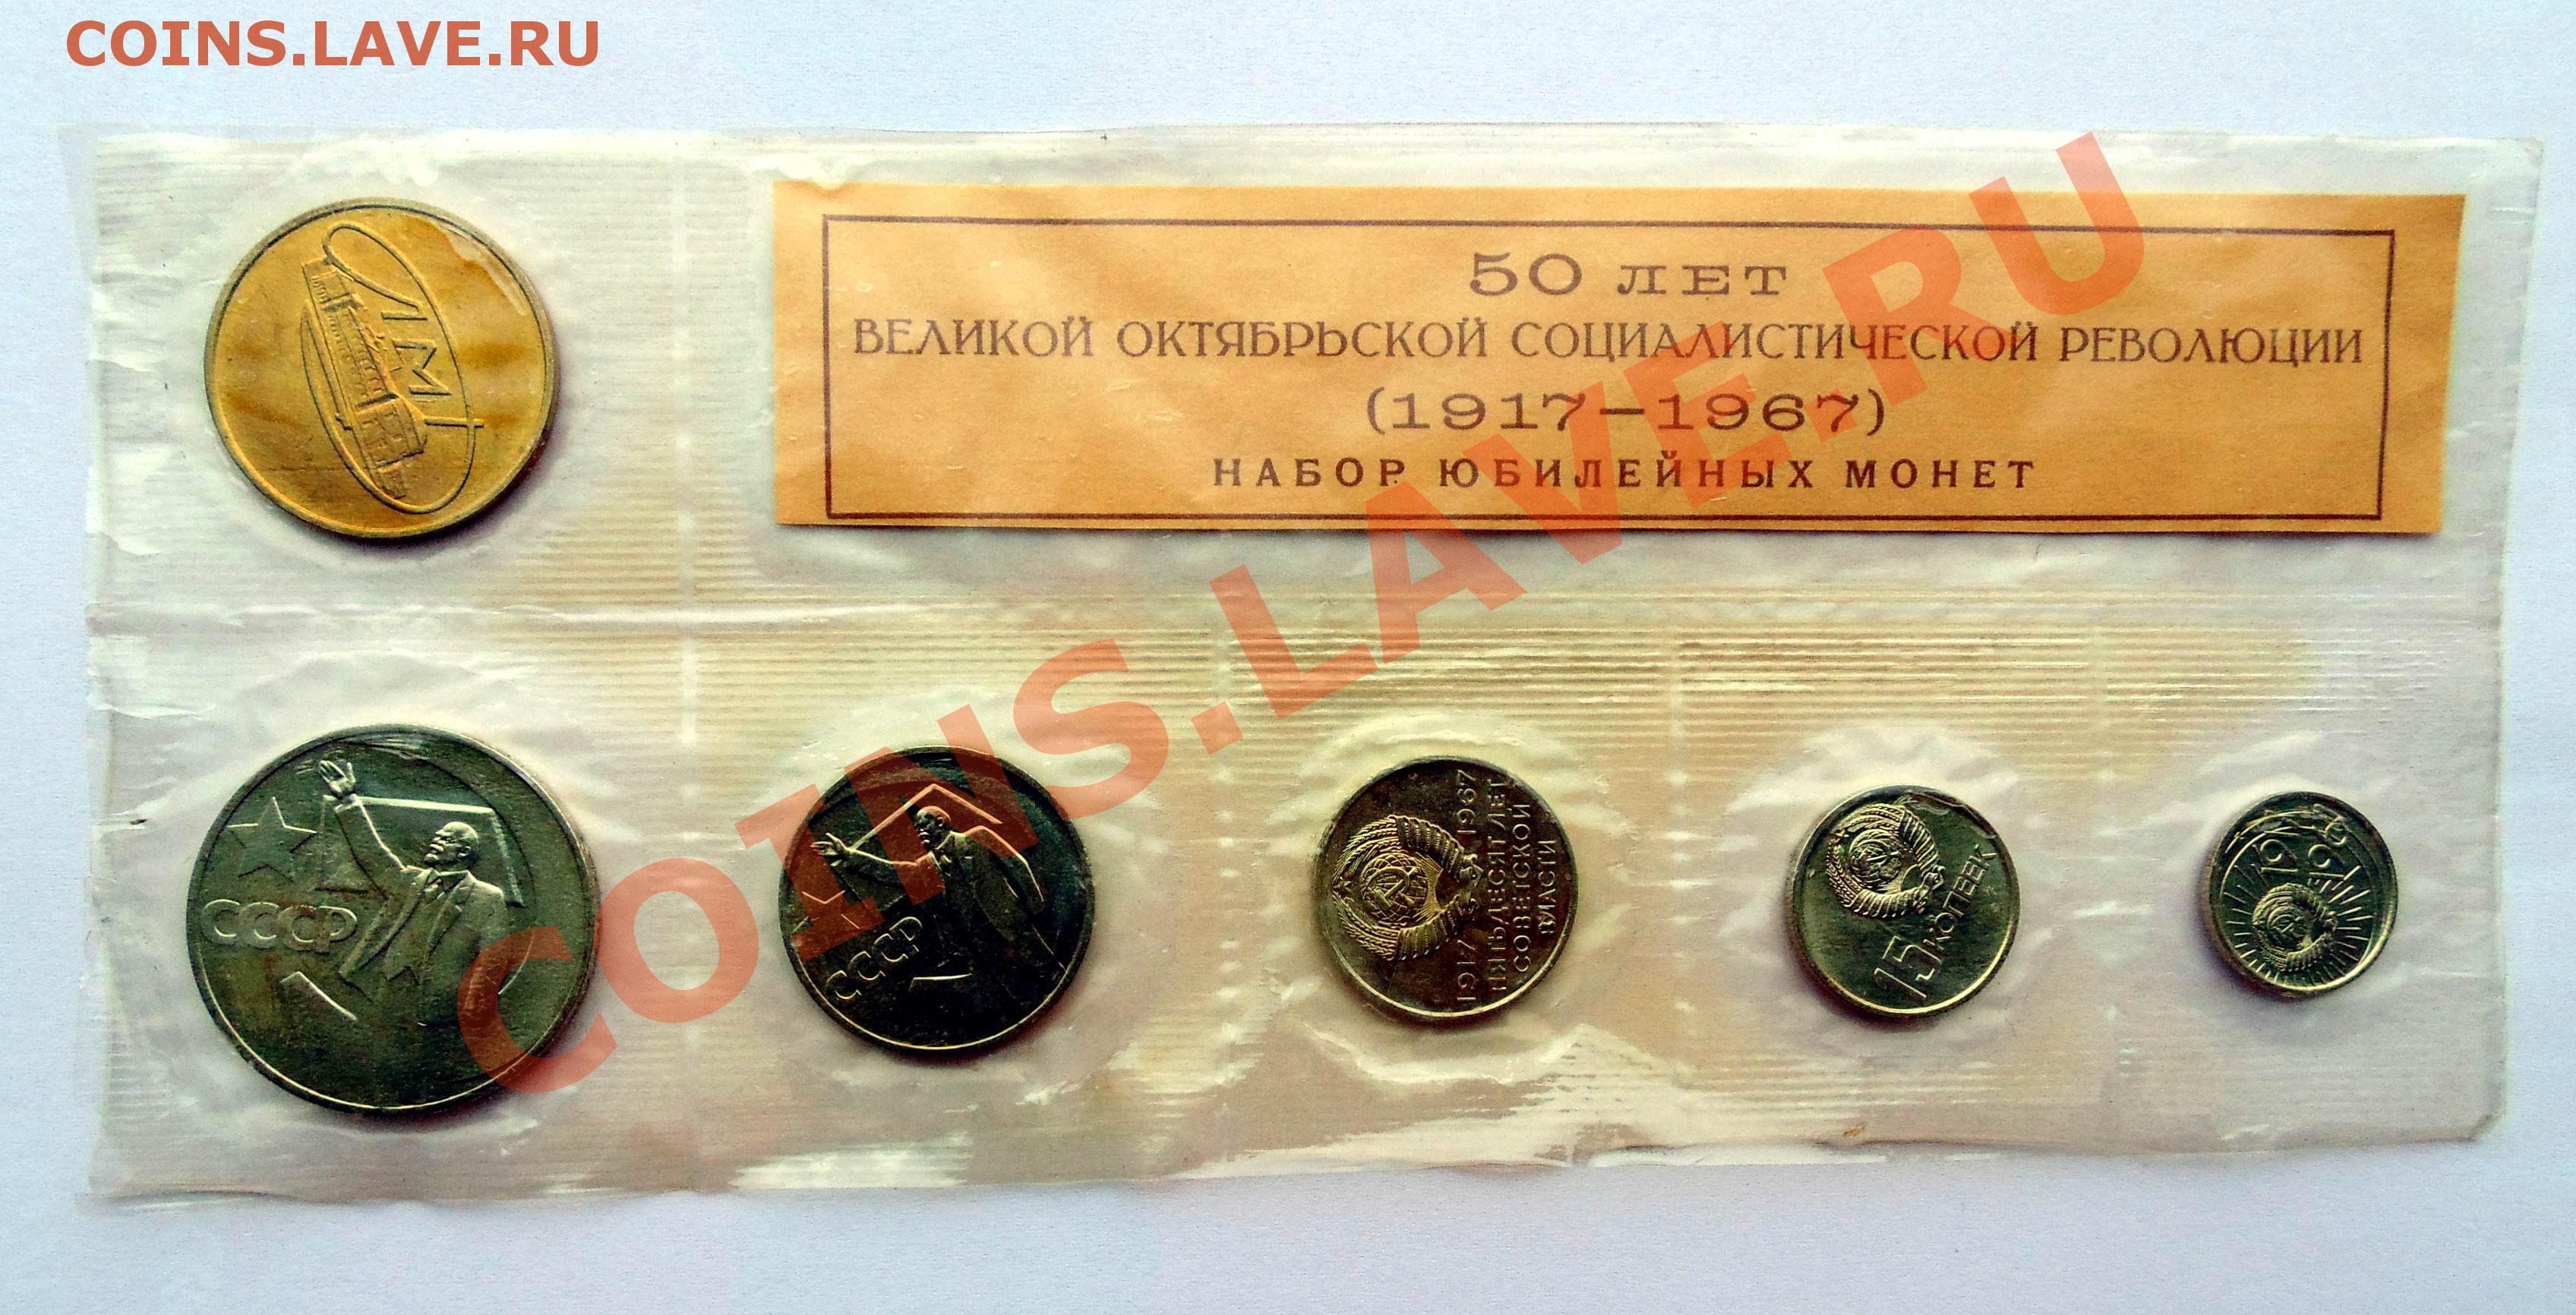 COINS.LAVE.RU
50 ЛЕТ
ВЕЛИКОЙ ОКТЯБРЬСКОЙ СОЦИАЛИСТИЧЕСКОЙ РЕВОЛЮЦИИ
(1917—1967)
НАБОР ЮБИЛЕЙНЫХ МОНЕТ
ЛМД
COINS.LAVE.RU
СССР
СССР
1917 1967
ПЯТЬДЕСЯТ ЛЕТ
СОВЕТСКОЙ
ВЛАСТИ
15 КОПЕЕК